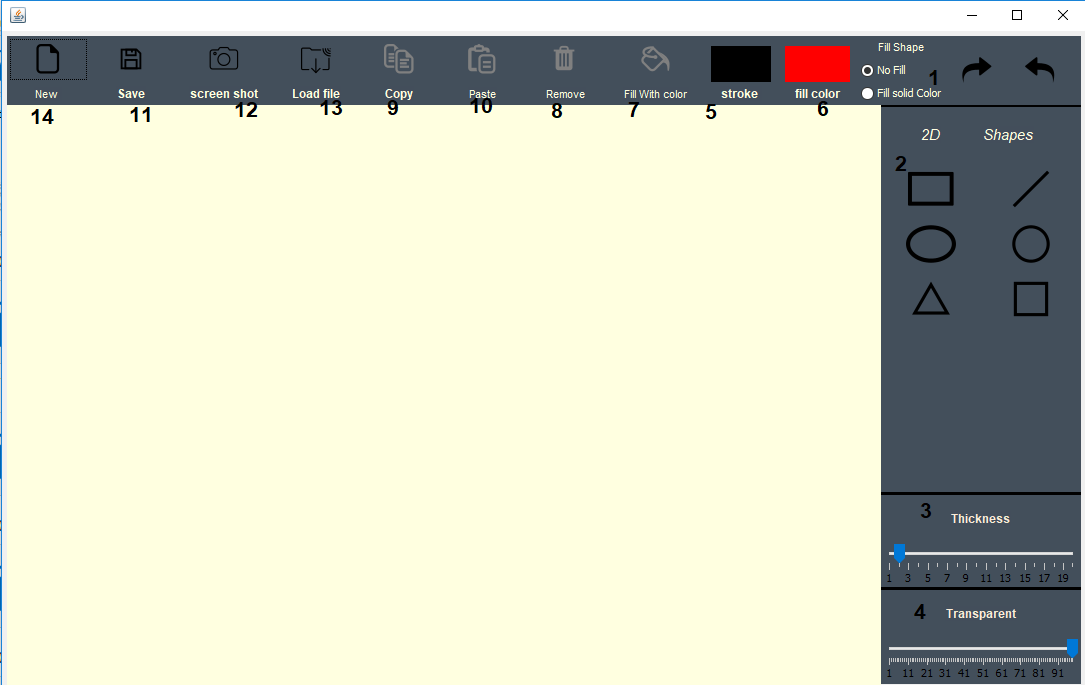 Fill Shape
No Fill
1
New Save screen shot Load file Copy Paste Remove Fill With color stroke fill color Fill solid Color
14 11 12 13 9 10 8 7 5 6
2D Shapes
2
3 Thickness
1 3 5 7 9 11 13 15 17 19
4 Transparent
1 11 21 31 41 51 61 71 81 91